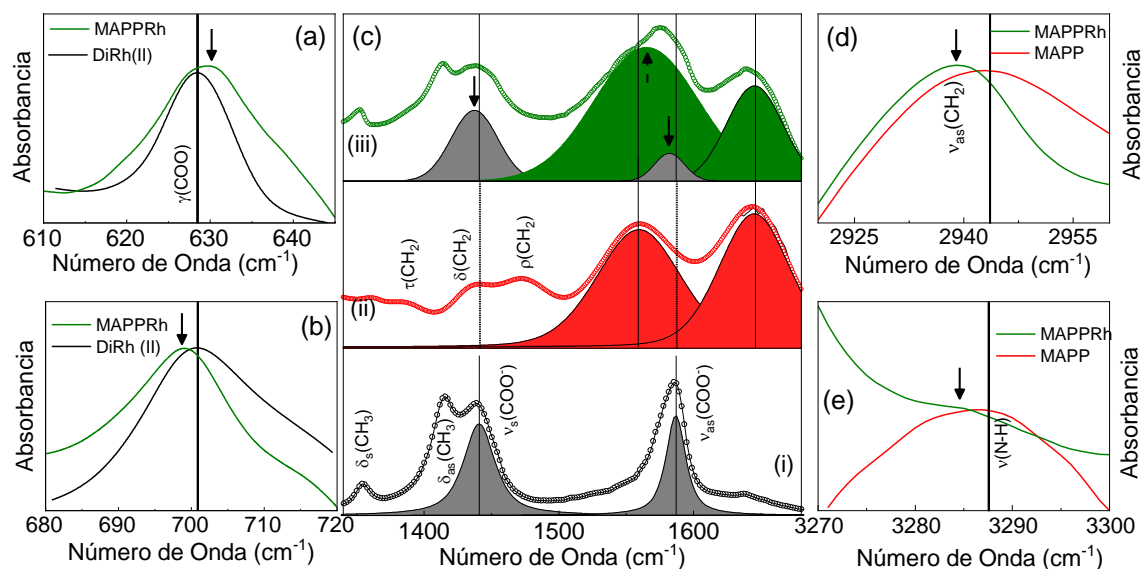 (a)
MAPPRh
DiRh(II)
γ(COO)
Absorbancia
610 620 630 640
Número de Onda (cm⁻¹)
(b)
MAPPRh
DiRh (II)
Absorbancia
680 690 700 710 720
Número de Onda (cm⁻¹)
(c)
(iii)
τ(CH₂)
δ(CH₂)
ρ(CH₂)
(ii)
δₛ(CH₃)
δₐₛ(CH₃)
νₛ(COO⁻)
νₐₛ(COO⁻)
(i)
1400 1500 1600
Número de Onda (cm⁻¹)
(d)
MAPPRh
MAPP
νₐₛ(CH₂)
Absorbancia
2925 2940 2955
Número de Onda (cm⁻¹)
(e)
MAPPRh
MAPP
ν(N-H)
Absorbancia
3270 3280 3290 3300
Número de Onda (cm⁻¹)